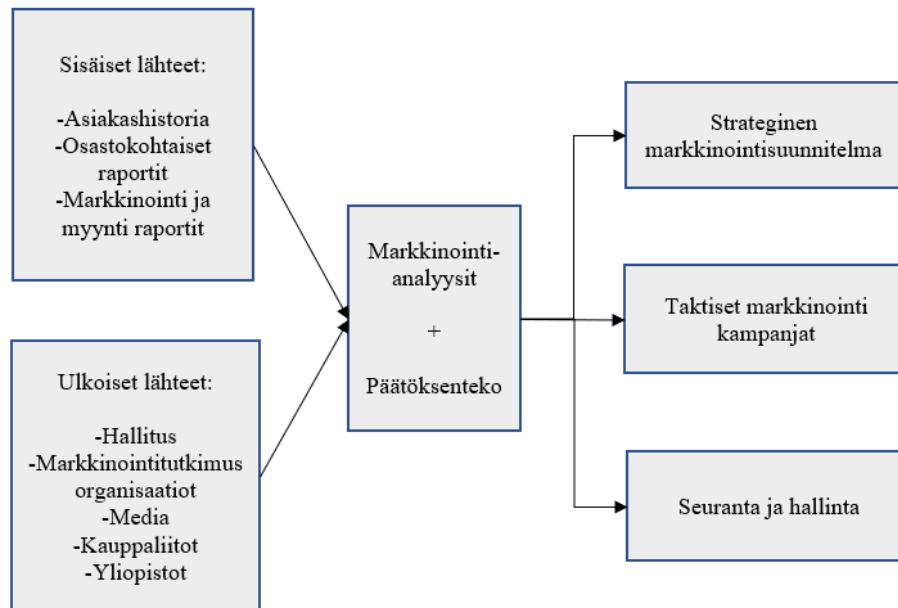 Sisäiset lähteet:
-Asiakashistoria
-Osastokohtaiset
raportit
-Markkinointi ja
myynti raportit
Ulkoiset lähteet:
-Hallitus
-Markkinointitutkimus
organisaatiot
-Media
-Kauppaliitot
-Yliopistot
Markkinointi-
analyysit
+
Päätöksenteko
Strateginen
markkinointisuunnitelma
Taktiset markkinointi
kampanjat
Seuranta ja hallinta